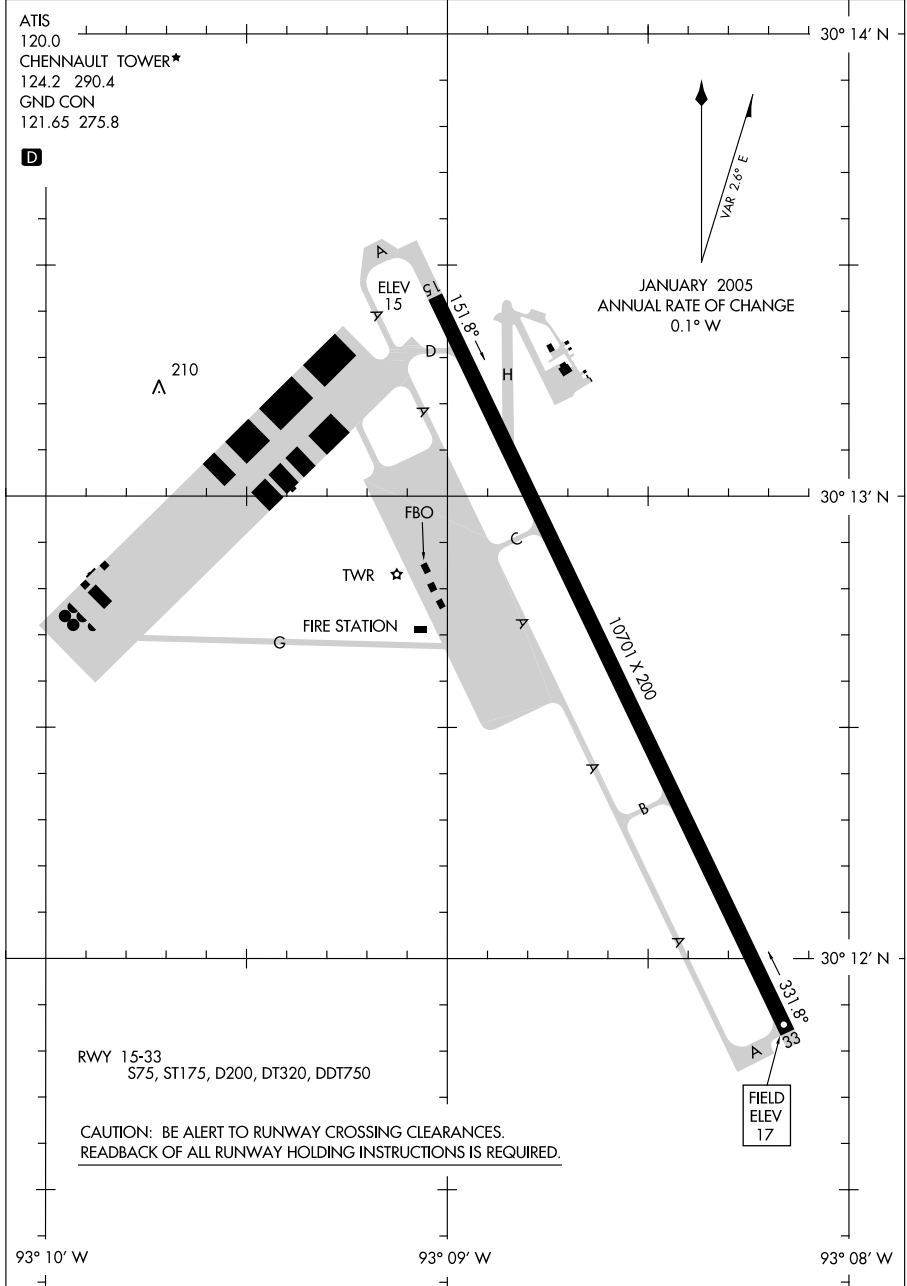 ATIS
120.0
CHENNAULT TOWER★
124.2 290.4
GND CON
121.65 275.8
D
30° 14' N
VAR 2.6° E
JANUARY 2005
ANNUAL RATE OF CHANGE
0.1° W
A
ELEV
15
A
15
151.8°
D
H
210
A
30° 13' N
FBO
C
TWR
A
FIRE STATION
G
10701 X 200
A
B
A
30° 12' N
331.8°
33
A
RWY 15-33
S75, ST175, D200, DT320, DDT750
FIELD
ELEV
17
CAUTION: BE ALERT TO RUNWAY CROSSING CLEARANCES.
READBACK OF ALL RUNWAY HOLDING INSTRUCTIONS IS REQUIRED.
93° 10' W
93° 09' W
93° 08' W